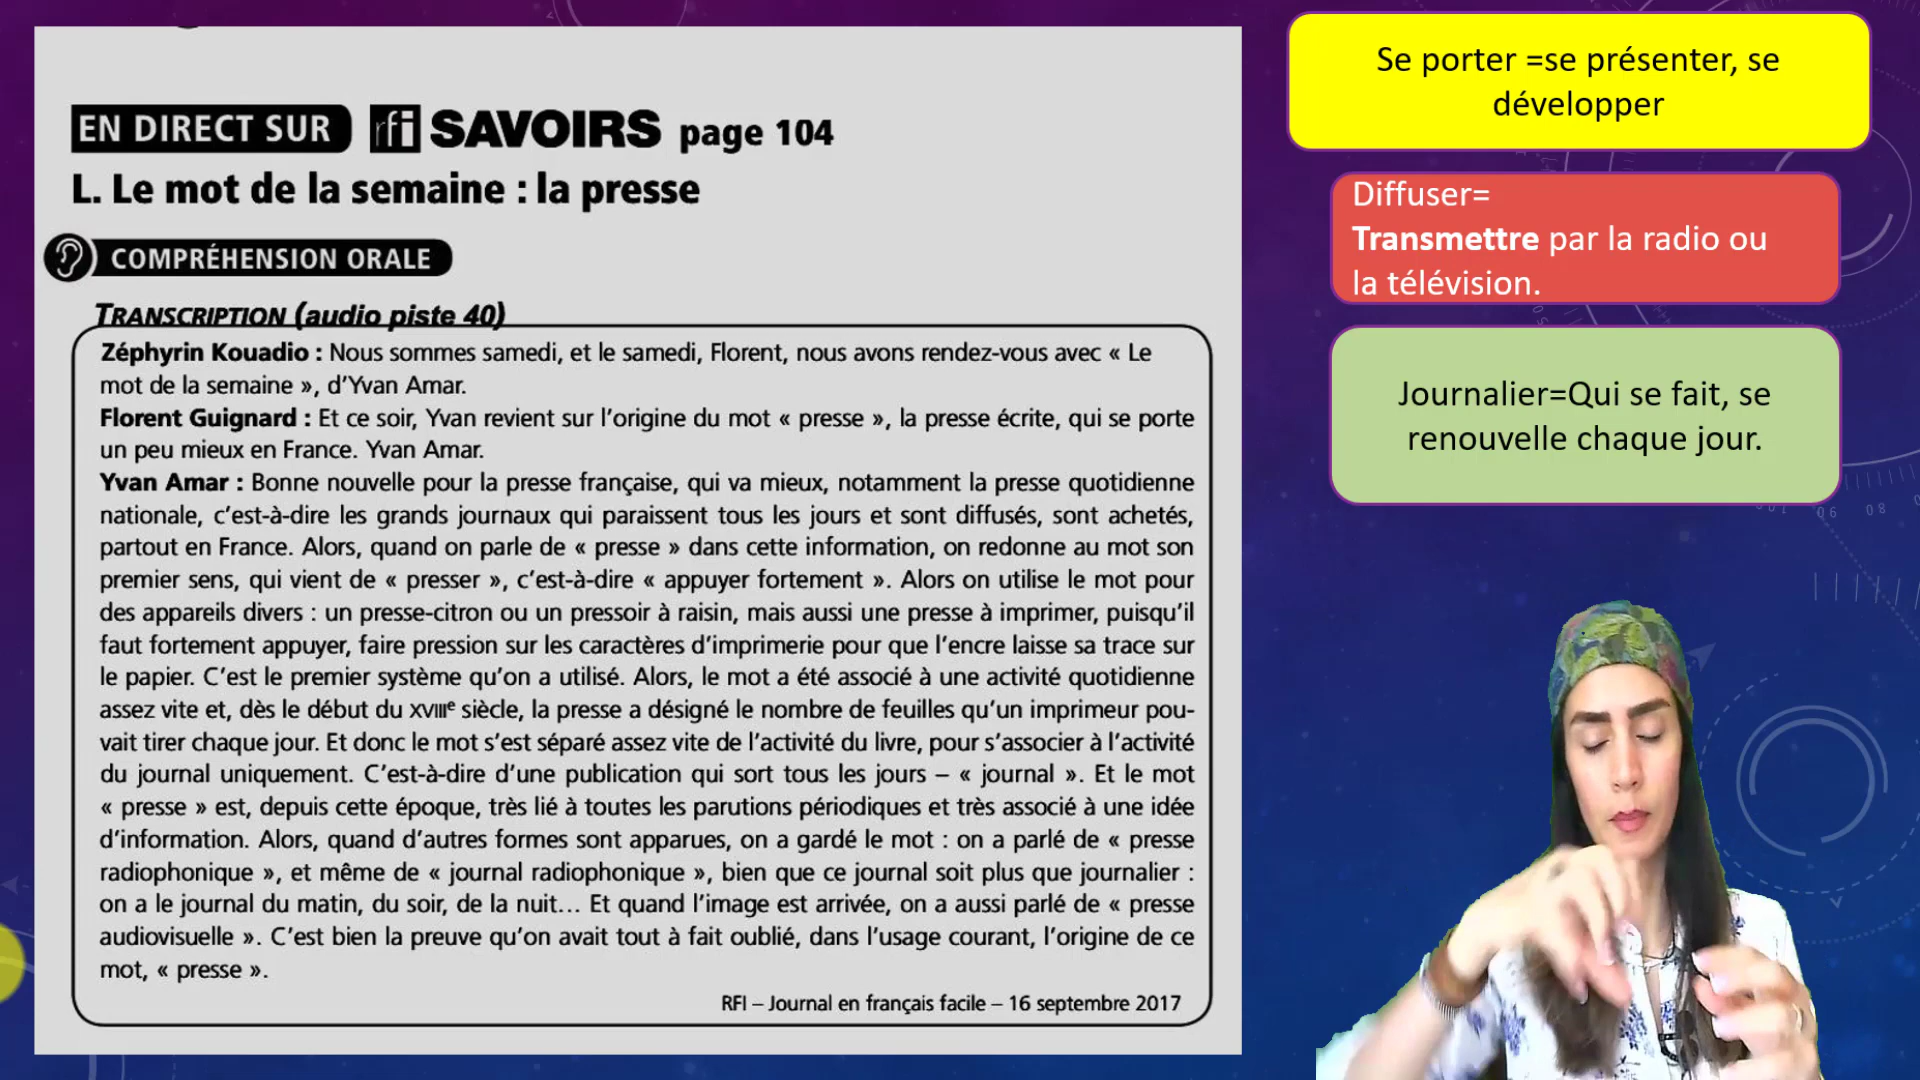 EN DIRECT SUR rfi SAVOIRS page 104
L. Le mot de la semaine : la presse
COMPRÉHENSION ORALE
TRANSCRIPTION (audio piste 40)
Zéphyrin Kouadio : Nous sommes samedi, et le samedi, Florent, nous avons rendez-vous avec « Le
mot de la semaine », d'Yvan Amar.
Florent Guignard : Et ce soir, Yvan revient sur l'origine du mot « presse », la presse écrite, qui se porte
un peu mieux en France. Yvan Amar.
Yvan Amar : Bonne nouvelle pour la presse française, qui va mieux, notamment la presse quotidienne
nationale, c'est-à-dire les grands journaux qui paraissent tous les jours et sont diffusés, sont achetés,
partout en France. Alors, quand on parle de « presse » dans cette information, on redonne au mot son
premier sens, qui vient de « presser », c'est-à-dire « appuyer fortement ». Alors on utilise le mot pour
des appareils divers : un presse-citron ou un pressoir à raisin, mais aussi une presse à imprimer, puisqu'il
faut fortement appuyer, faire pression sur les caractères d'imprimerie pour que l'encre laisse sa trace sur
le papier. C'est le premier système qu'on a utilisé. Alors, le mot a été associé à une activité quotidienne
assez vite et, dès le début du XVIIIe siècle, la presse a désigné le nombre de feuilles qu'un imprimeur pou-
vait tirer chaque jour. Et donc le mot s'est séparé assez vite de l'activité du livre, pour s'associer à l'activité
du journal uniquement. C'est-à-dire d'une publication qui sort tous les jours – « journal ». Et le mot
« presse » est, depuis cette époque, très lié à toutes les parutions périodiques et très associé à une idée
d'information. Alors, quand d'autres formes sont apparues, on a gardé le mot : on a parlé de « presse
radiophonique », et même de « journal radiophonique », bien que ce journal soit plus que journalier :
on a le journal du matin, du soir, de la nuit… Et quand l'image est arrivée, on a aussi parlé de « presse
audiovisuelle ». C'est bien la preuve qu'on avait tout à fait oublié, dans l'usage courant, l'origine de ce
mot, « presse ».
RFI – Journal en français facile – 16 septembre 2017
Se porter =se présenter, se
développer
Diffuser=
Transmettre par la radio ou
la télévision.
Journalier=Qui se fait, se
renouvelle chaque jour.